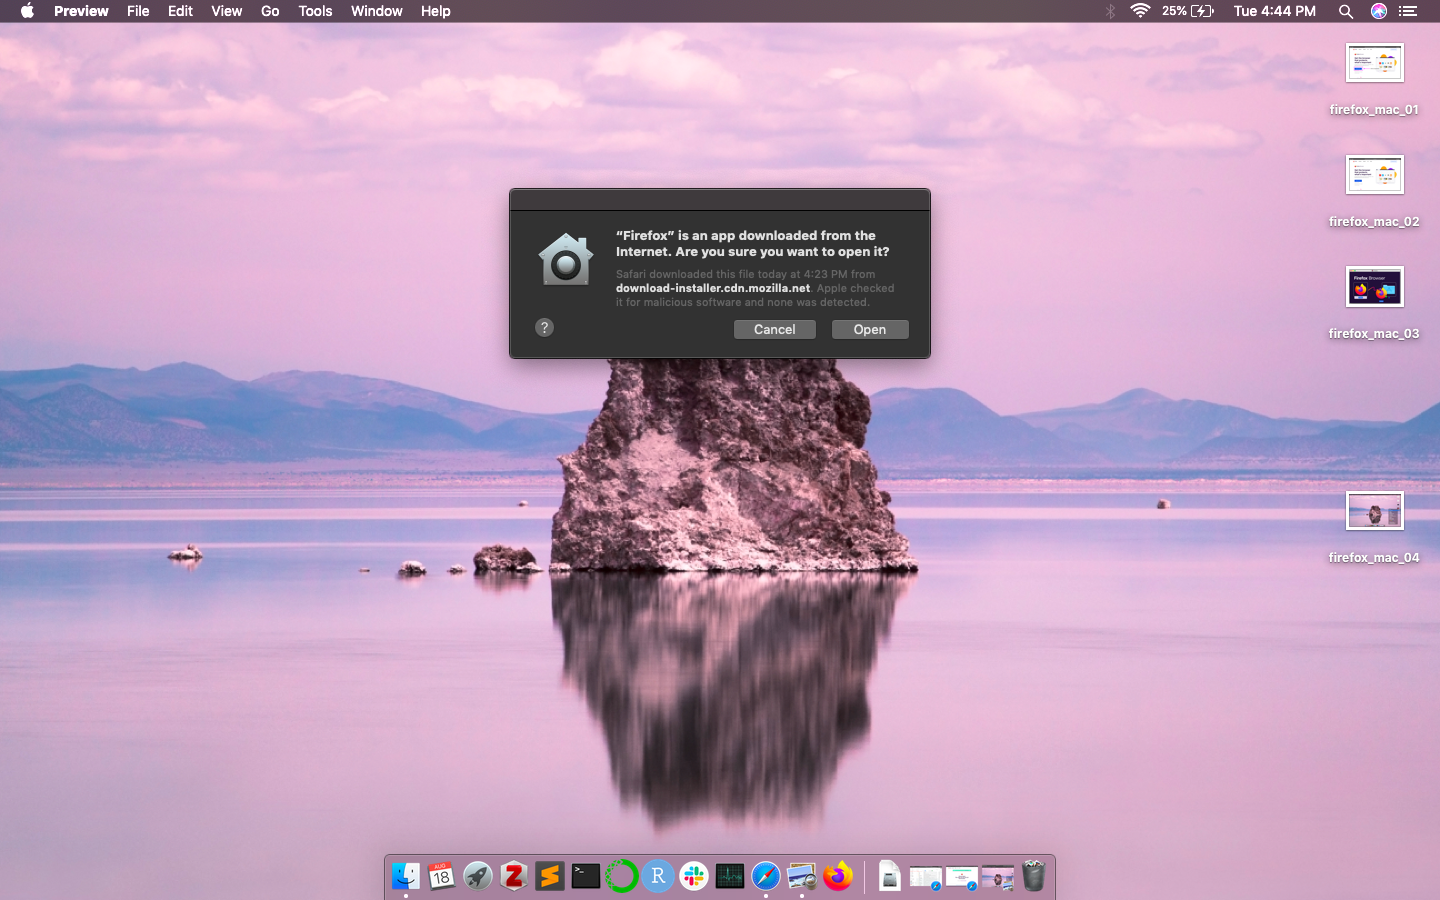 Preview File Edit View Go Tools Window Help 25% Tue 4:44 PM
firefox_mac_01
firefox_mac_02
“Firefox” is an app downloaded from the
Internet. Are you sure you want to open it?
Safari downloaded this file today at 4:23 PM from
download-installer.cdn.mozilla.net. Apple checked
it for malicious software and none was detected.
? Cancel Open
Firefox Browser
firefox_mac_03
firefox_mac_04
AUG
18
Z
S
>_
R